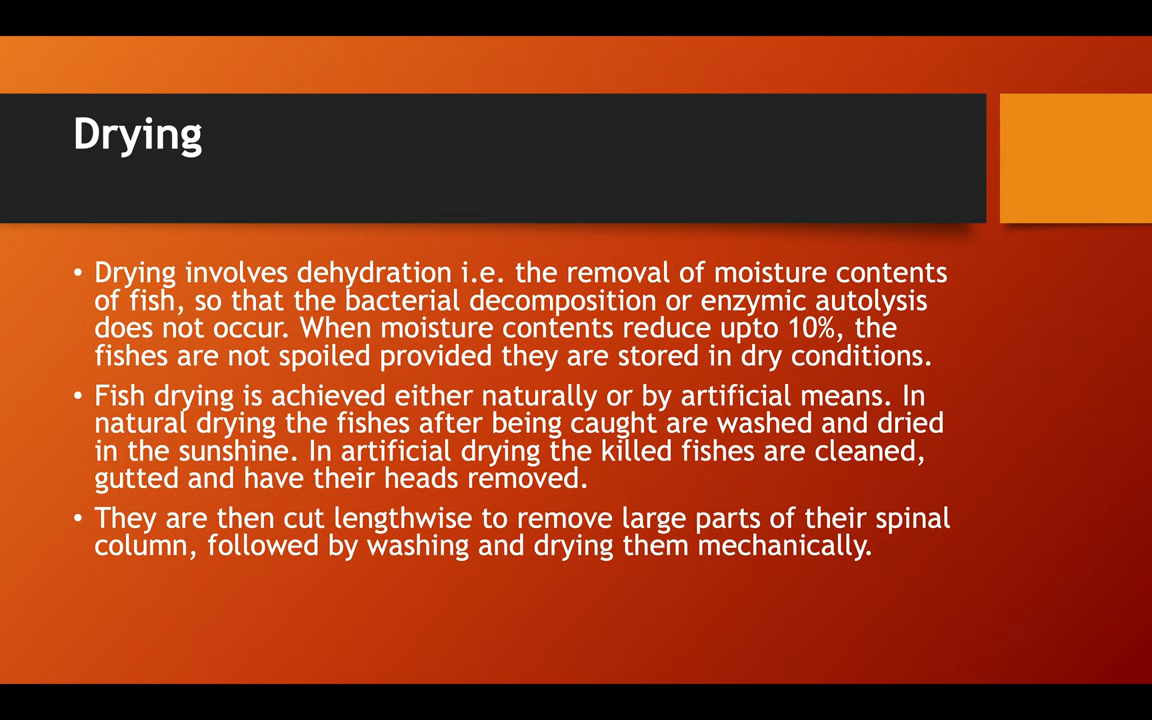 Drying
• Drying involves dehydration i.e. the removal of moisture contents
of fish, so that the bacterial decomposition or enzymic autolysis
does not occur. When moisture contents reduce upto 10%, the
fishes are not spoiled provided they are stored in dry conditions.
• Fish drying is achieved either naturally or by artificial means. In
natural drying the fishes after being caught are washed and dried
in the sunshine. In artificial drying the killed fishes are cleaned,
gutted and have their heads removed.
• They are then cut lengthwise to remove large parts of their spinal
column, followed by washing and drying them mechanically.